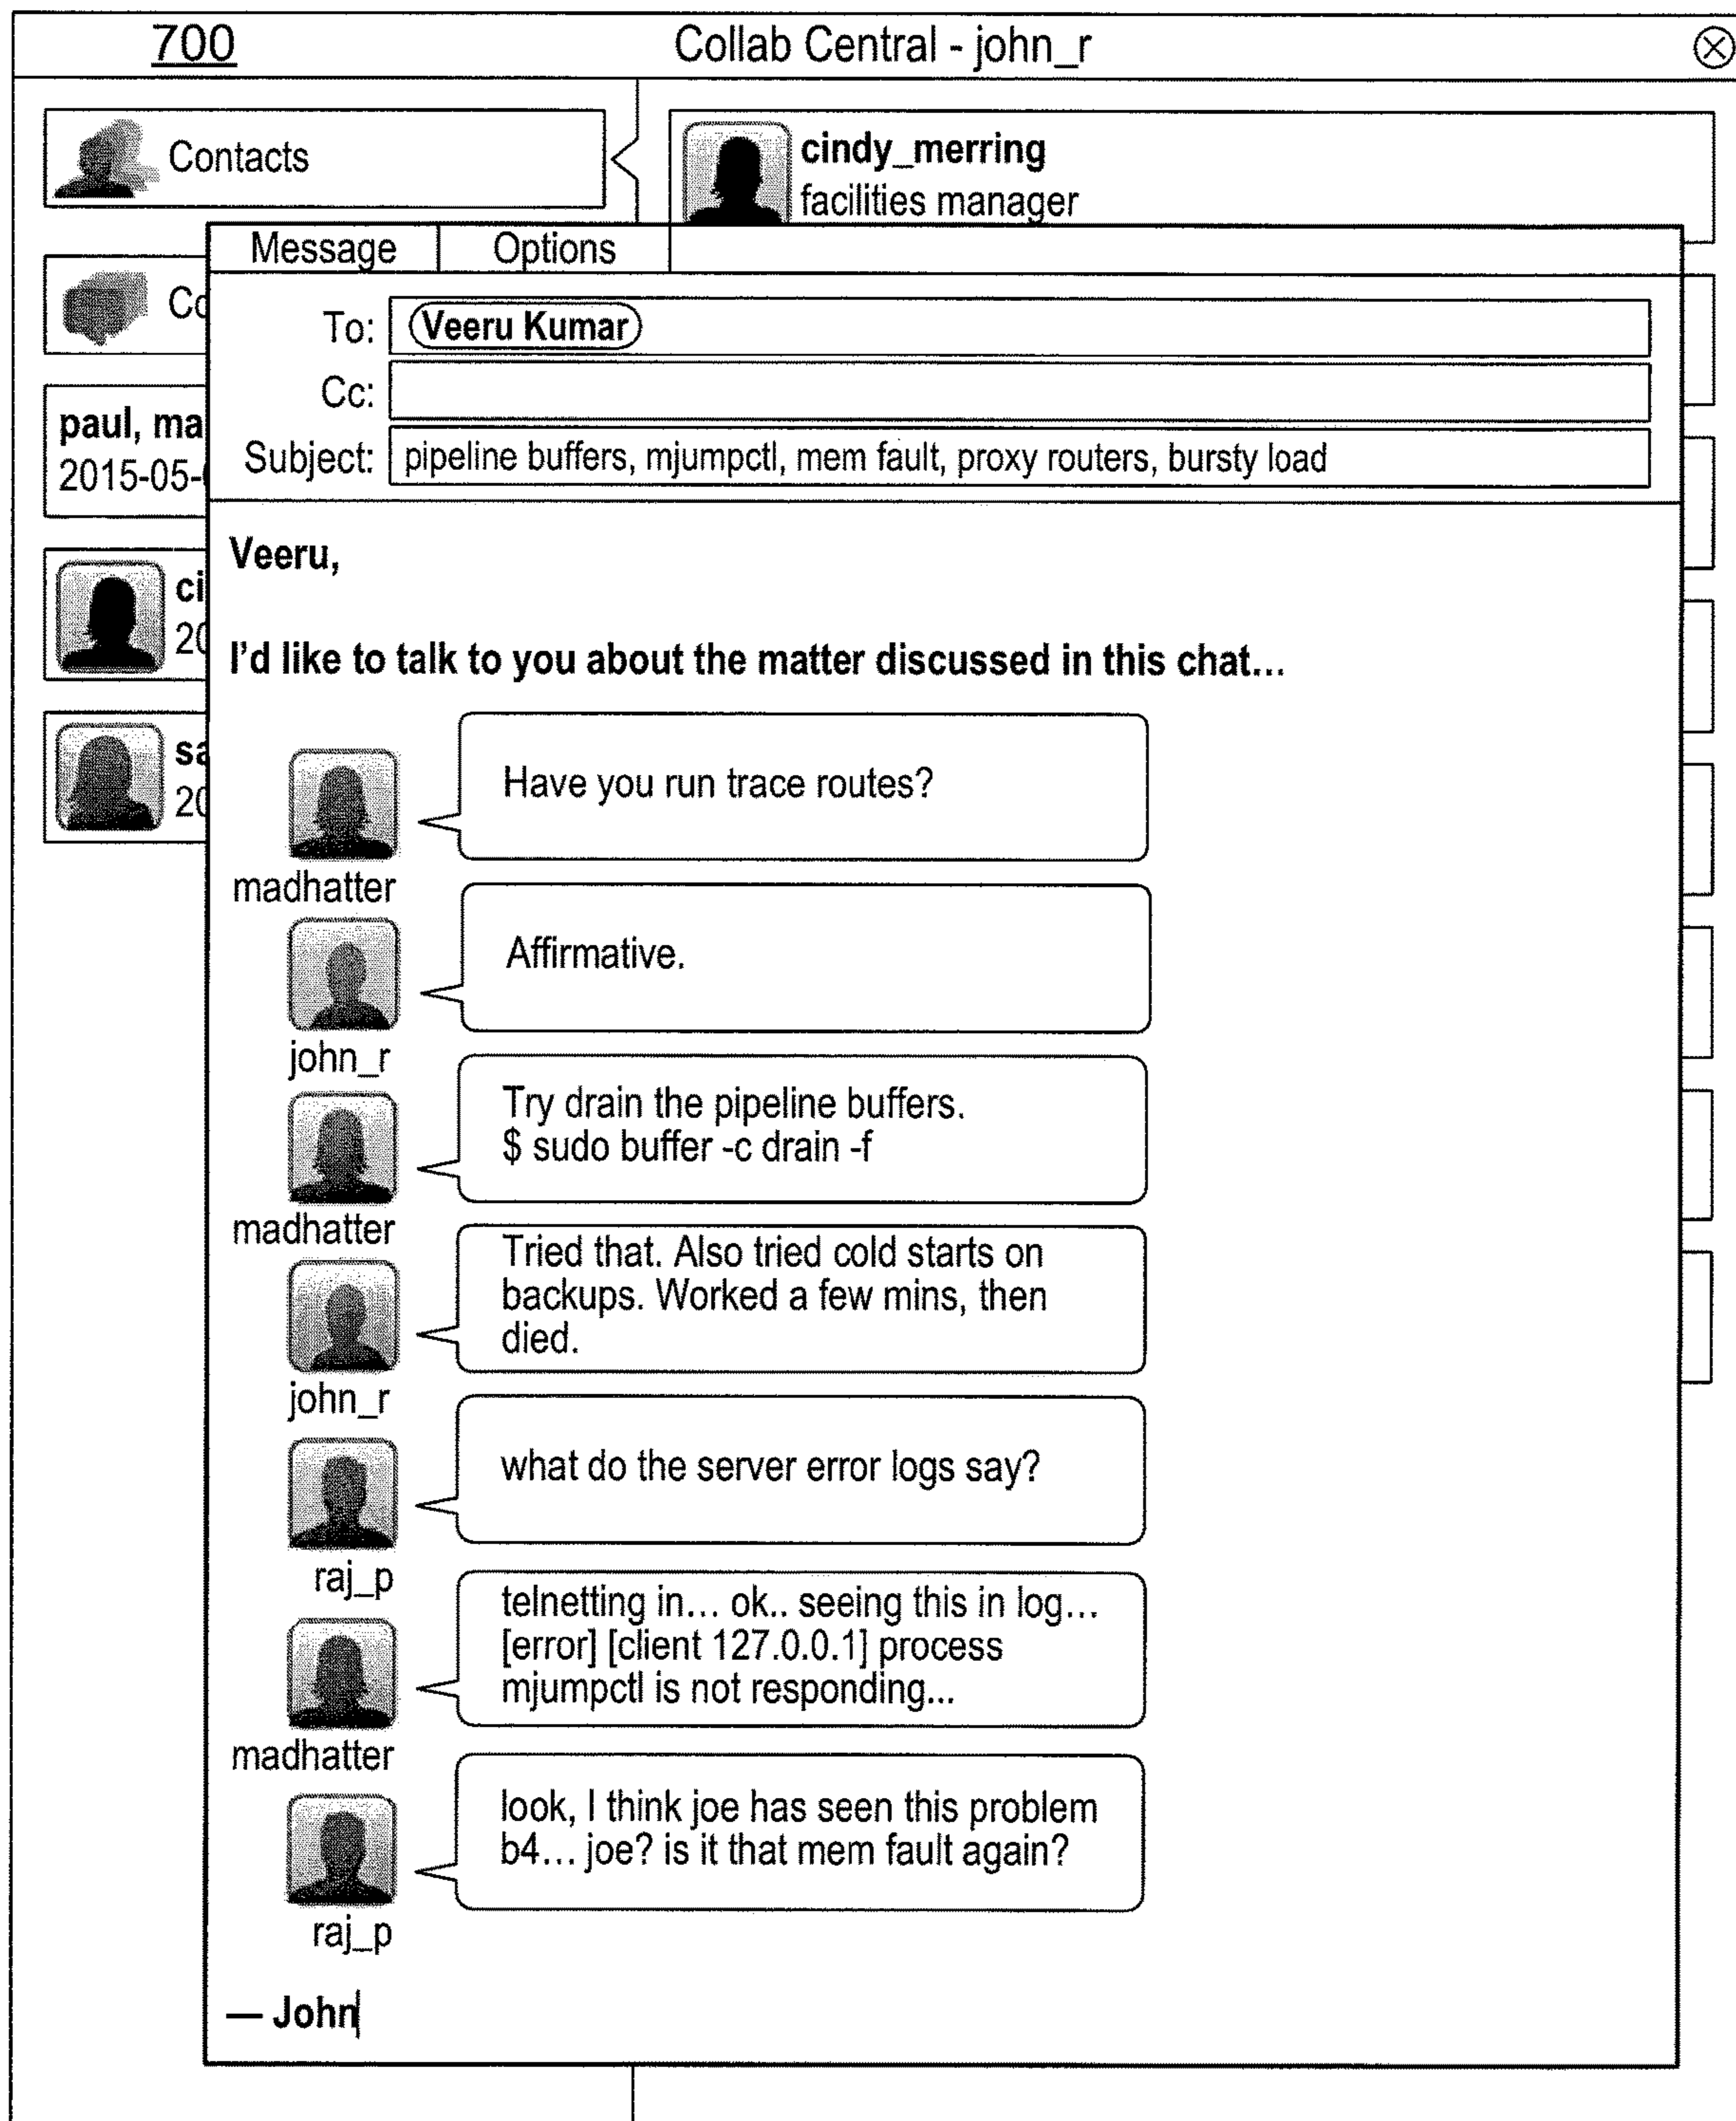 700
Collab Central - john_r
Contacts
cindy_merring
facilities manager
Message
Options
To: Veeru Kumar
Cc:
Subject: pipeline buffers, mjumpctl, mem fault, proxy routers, bursty load
paul, ma
2015-05-
ci
20
sa
20
Veeru,
I'd like to talk to you about the matter discussed in this chat...
Have you run trace routes?
madhatter
Affirmative.
john_r
Try drain the pipeline buffers.
$ sudo buffer -c drain -f
madhatter
Tried that. Also tried cold starts on
backups. Worked a few mins, then
died.
john_r
what do the server error logs say?
raj_p
telnetting in... ok.. seeing this in log...
[error] [client 127.0.0.1] process
mjumpctl is not responding...
madhatter
look, I think joe has seen this problem
b4... joe? is it that mem fault again?
raj_p
— John